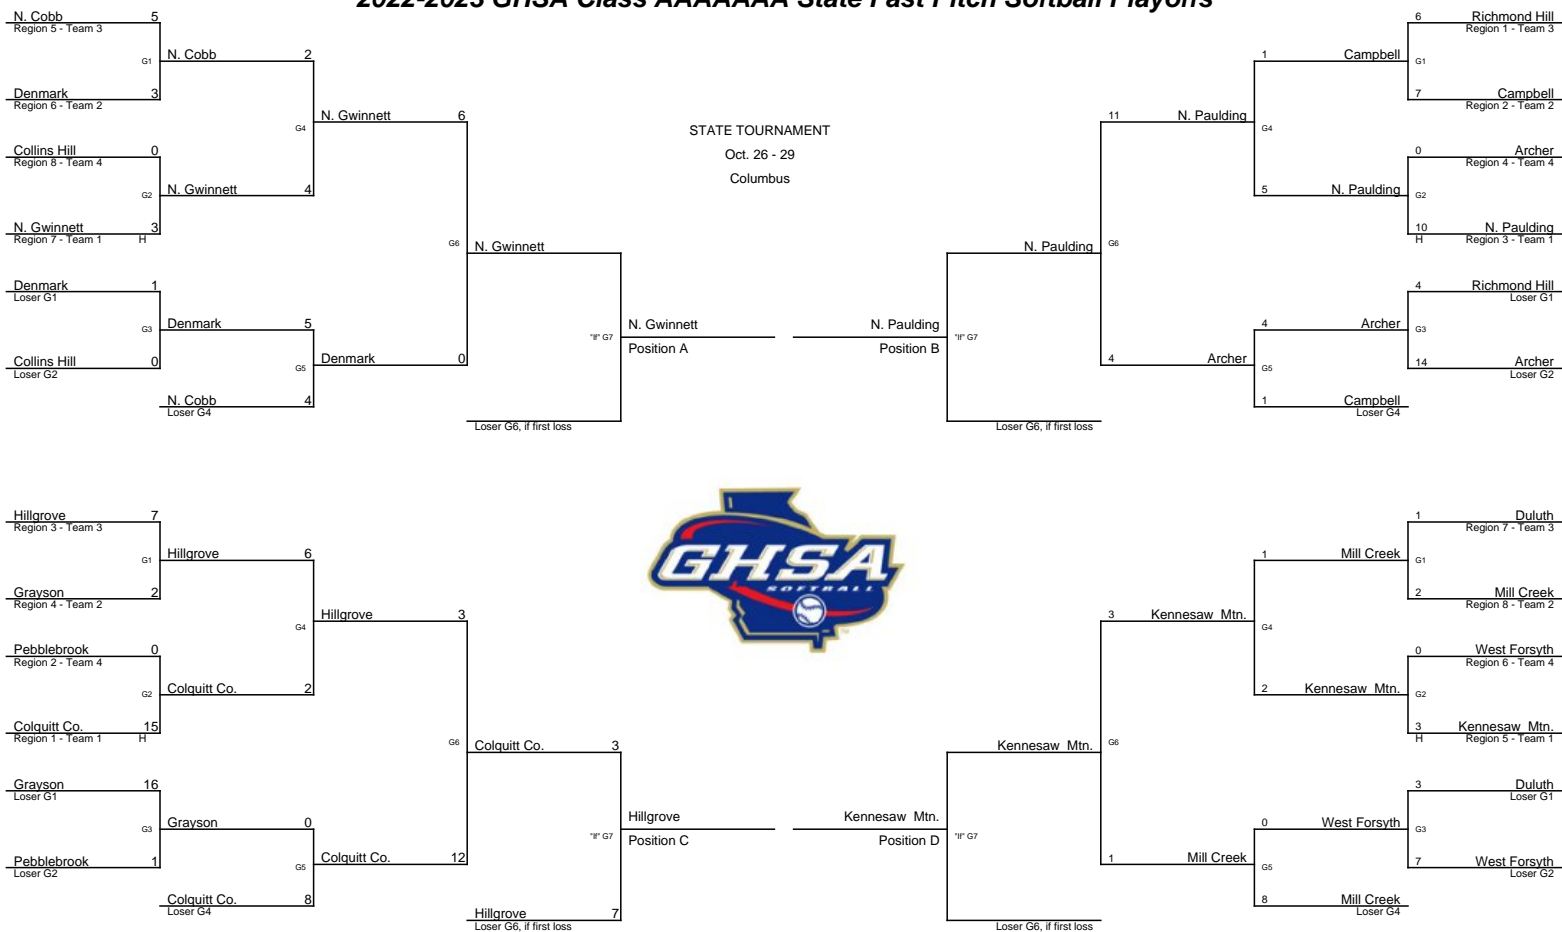 2022-2023 GHSA Class AAAAAAA State Fast Pitch Softball Playoffs
N. Cobb 5
Region 5 - Team 3
G1
N. Cobb 2
Denmark 3
Region 6 - Team 2
G4
N. Gwinnett 6
Collins Hill 0
Region 8 - Team 4
G2
N. Gwinnett 4
N. Gwinnett 3
Region 7 - Team 1 H
G6
N. Gwinnett
Denmark 1
Loser G1
G3
Denmark 5
Collins Hill 0
Loser G2
G5
Denmark 0
N. Cobb 4
Loser G4
"If" G7
N. Gwinnett
Position A
Loser G6, if first loss
STATE TOURNAMENT
Oct. 26 - 29
Columbus
6 Richmond Hill
Region 1 - Team 3
1 Campbell
G1
7 Campbell
Region 2 - Team 2
11 N. Paulding
G4
0 Archer
Region 4 - Team 4
5 N. Paulding
G2
10 N. Paulding
H Region 3 - Team 1
N. Paulding
G6
4 Richmond Hill
Loser G1
4 Archer
G3
14 Archer
Loser G2
4 Archer
G5
1 Campbell
Loser G4
N. Paulding
"If" G7
Position B
Loser G6, if first loss
Hillgrove 7
Region 3 - Team 3
G1
Hillgrove 6
Grayson 2
Region 4 - Team 2
G4
Hillgrove 3
Pebblebrook 0
Region 2 - Team 4
G2
Colquitt Co. 2
Colquitt Co. 15
Region 1 - Team 1 H
G6
Colquitt Co. 3
Grayson 16
Loser G1
G3
Grayson 0
Pebblebrook 1
Loser G2
G5
Colquitt Co. 12
Colquitt Co. 8
Loser G4
"If" G7
Hillgrove
Position C
Hillgrove 7
Loser G6, if first loss
GHSA
SOFTBALL
1 Duluth
Region 7 - Team 3
1 Mill Creek
G1
2 Mill Creek
Region 8 - Team 2
3 Kennesaw Mtn.
G4
0 West Forsyth
Region 6 - Team 4
2 Kennesaw Mtn.
G2
3 Kennesaw Mtn.
H Region 5 - Team 1
Kennesaw Mtn.
G6
3 Duluth
Loser G1
0 West Forsyth
G3
7 West Forsyth
Loser G2
1 Mill Creek
G5
8 Mill Creek
Loser G4
Kennesaw Mtn.
"If" G7
Position D
Loser G6, if first loss